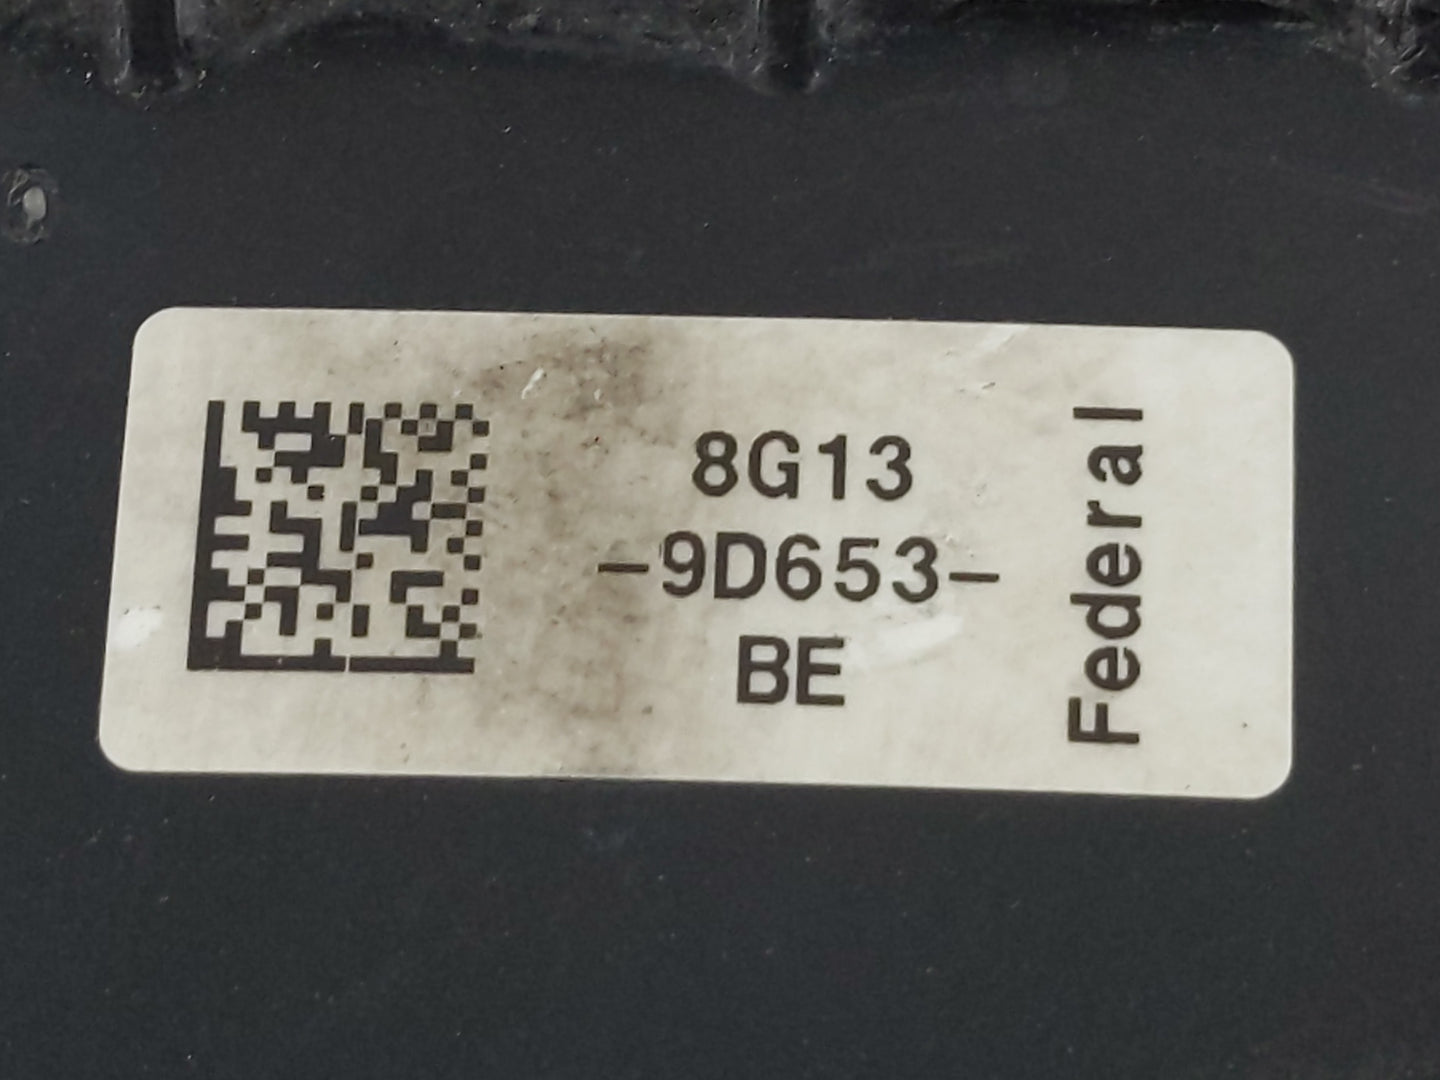 8G13
-9D653-
BE
Federal